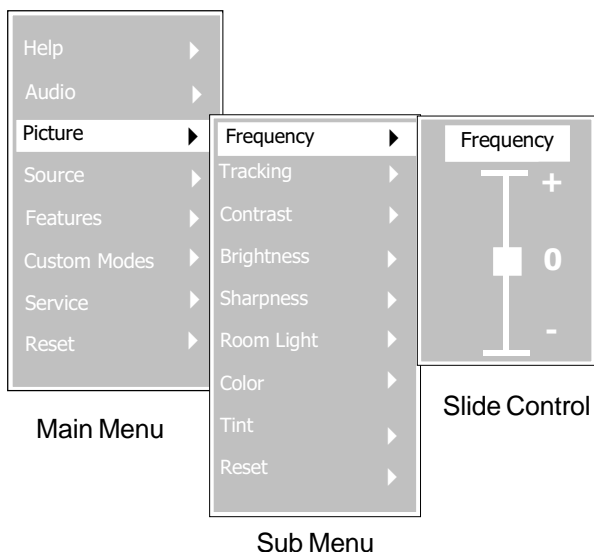 Help
Audio
Picture
Source
Features
Custom Modes
Service
Reset
Main Menu
Frequency
Tracking
Contrast
Brightness
Sharpness
Room Light
Color
Tint
Reset
Sub Menu
Frequency
+
0
-
Slide Control